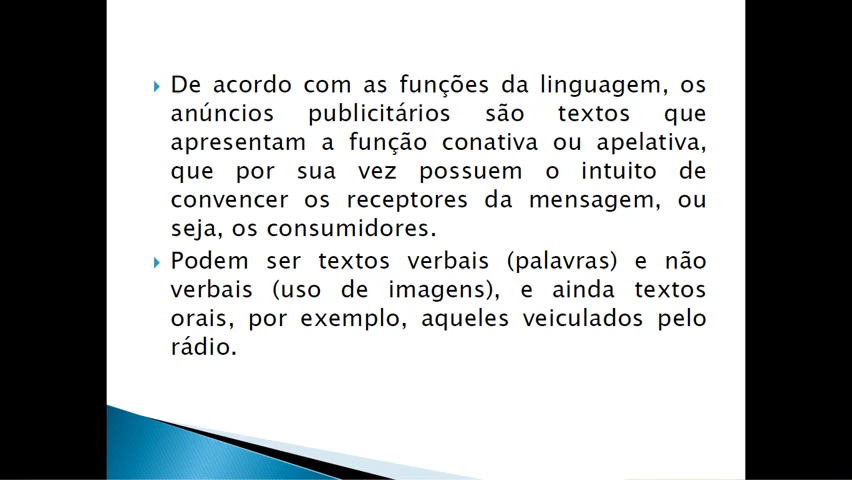 De acordo com as funções da linguagem, os
anúncios publicitários são textos que
apresentam a função conativa ou apelativa,
que por sua vez possuem o intuito de
convencer os receptores da mensagem, ou
seja, os consumidores.
Podem ser textos verbais (palavras) e não
verbais (uso de imagens), e ainda textos
orais, por exemplo, aqueles veiculados pelo
rádio.